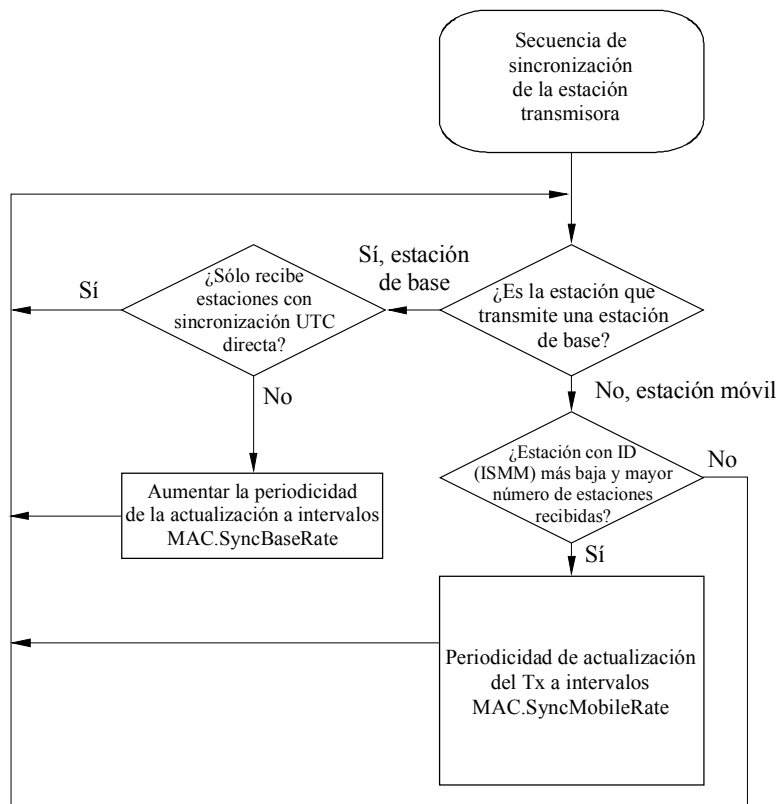 Secuencia de
sincronización
de la estación
transmisora
Sí, estación
de base
¿Es la estación que
transmite una estación
de base?
Sí
¿Sólo recibe
estaciones con
sincronización UTC
directa?
No
No, estación móvil
Aumentar la periodicidad
de la actualización a intervalos
MAC.SyncBaseRate
¿Estación con ID
(ISMM) más baja y mayor
número de estaciones
recibidas?
No
Sí
Periodicidad de actualización
del Tx a intervalos
MAC.SyncMobileRate